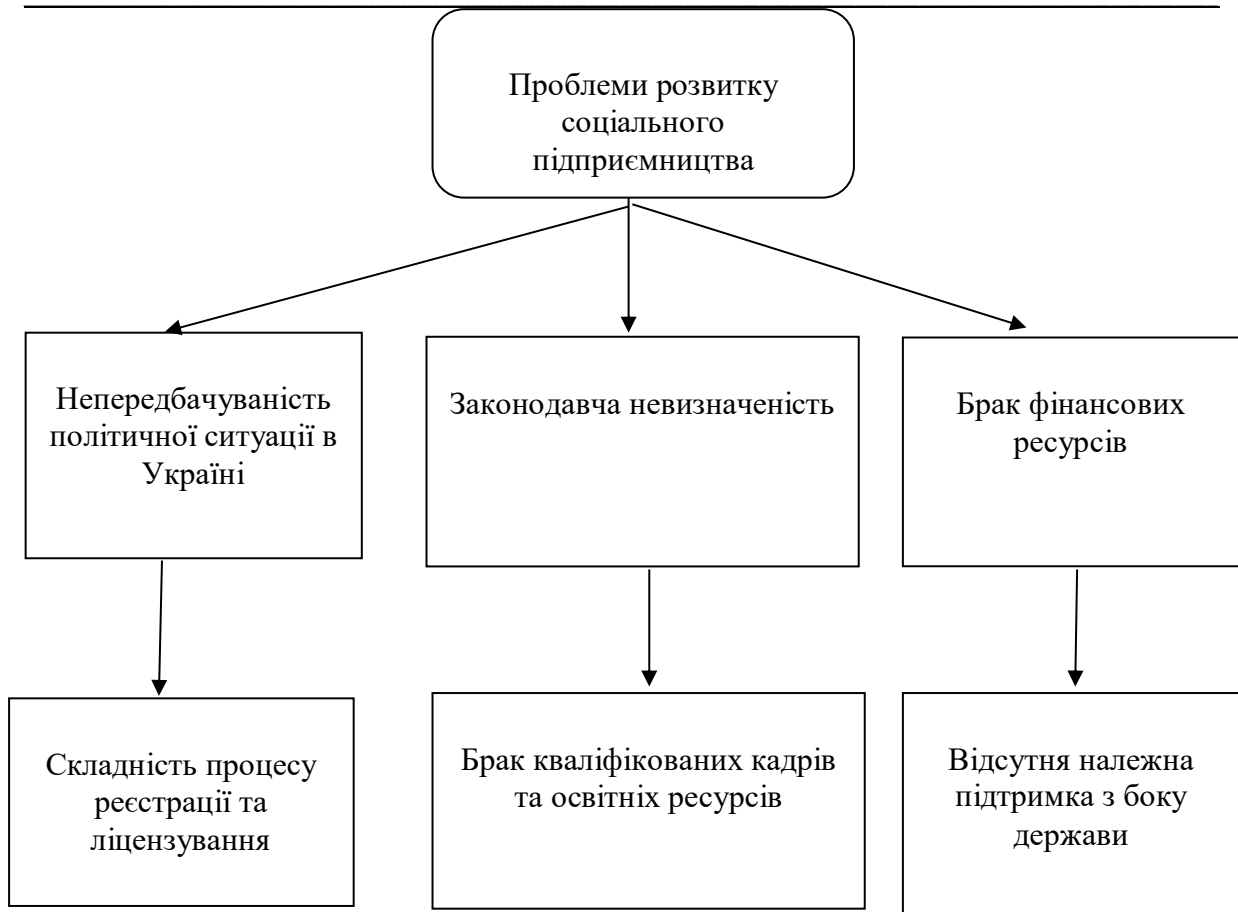 Проблеми розвитку
соціального
підприємництва
Непередбачуваність
політичної ситуації в
Україні
Законодавча невизначеність
Брак фінансових
ресурсів
Складність процесу
реєстрації та
ліцензування
Брак кваліфікованих кадрів
та освітніх ресурсів
Відсутня належна
підтримка з боку
держави